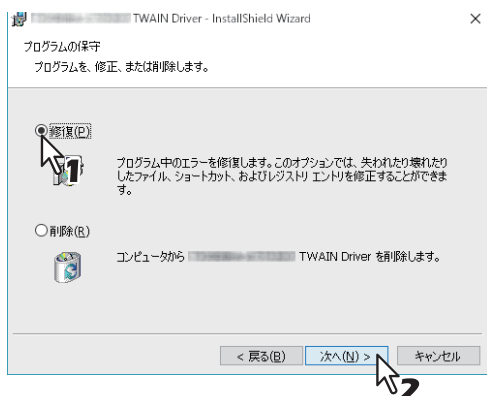 TWAIN Driver - InstallShield Wizard
プログラムの保守
プログラムを、修正、または削除します。
修復(P)
1
プログラム中のエラーを修復します。このオプションでは、失われたり壊れたり
したファイル、ショートカット、およびレジストリ エントリを修正することができま
す。
削除(R)
コンピュータから TWAIN Driver を削除します。
< 戻る(B)
次へ(N) >
キャンセル
2